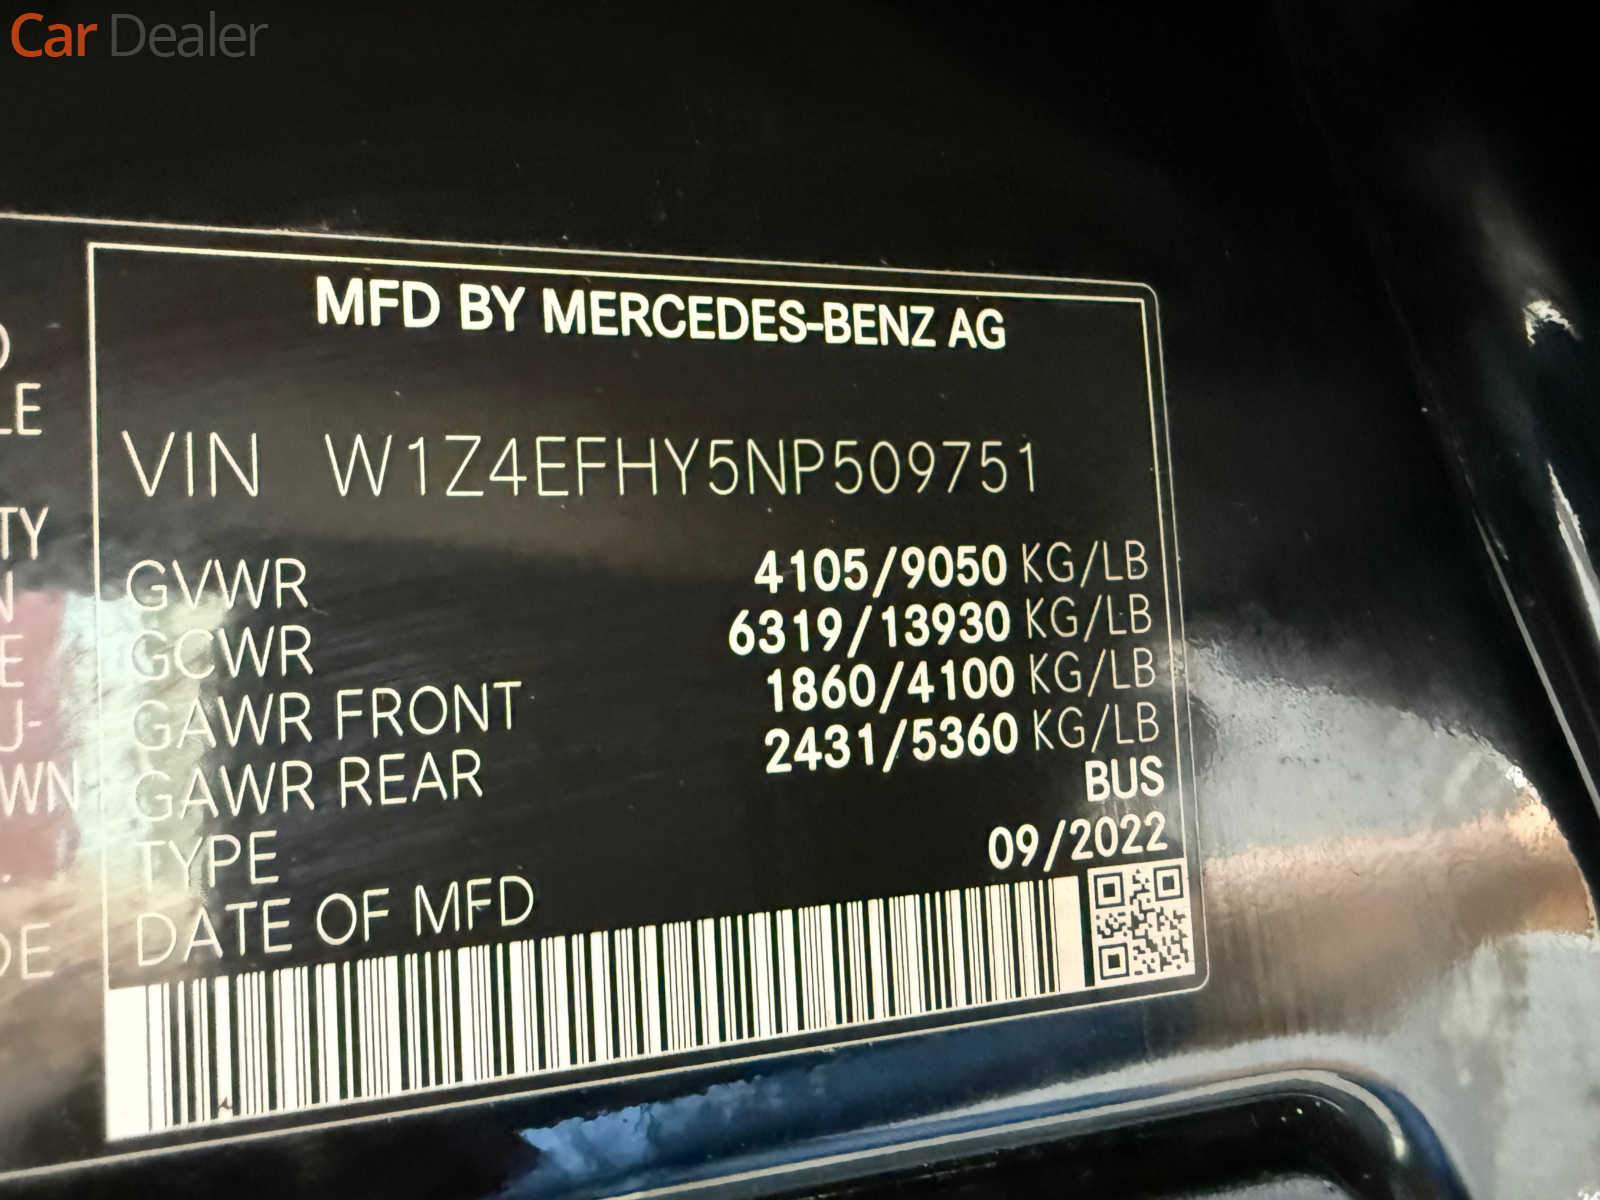 Car Dealer
MFD BY MERCEDES-BENZ AG
VIN W1Z4EFHY5NP509751
GVWR 4105/9050 KG/LB
GCWR 6319/13930 KG/LB
GAWR FRONT 1860/4100 KG/LB
GAWR REAR 2431/5360 KG/LB
TYPE BUS
DATE OF MFD 09/2022